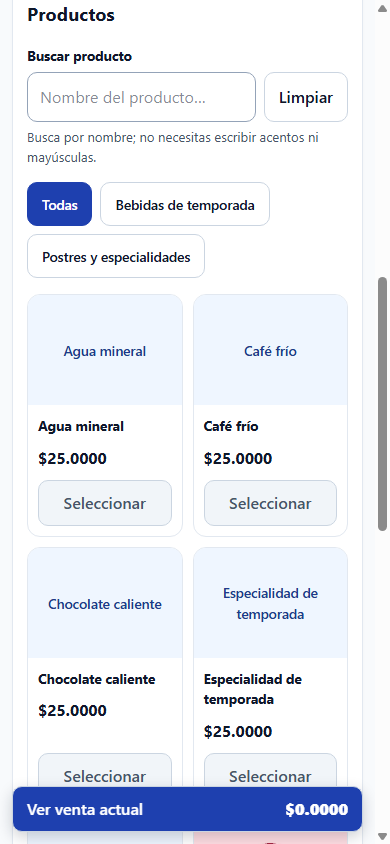 Productos
Buscar producto
Nombre del producto...
Limpiar
Busca por nombre; no necesitas escribir acentos ni
mayúsculas.
Todas
Bebidas de temporada
Postres y especialidades
Agua mineral
Café frío
Agua mineral
Café frío
$25.0000
$25.0000
Seleccionar
Seleccionar
Chocolate caliente
Especialidad de
temporada
Chocolate caliente
Especialidad de
temporada
$25.0000
$25.0000
Seleccionar
Seleccionar
Ver venta actual
$0.0000